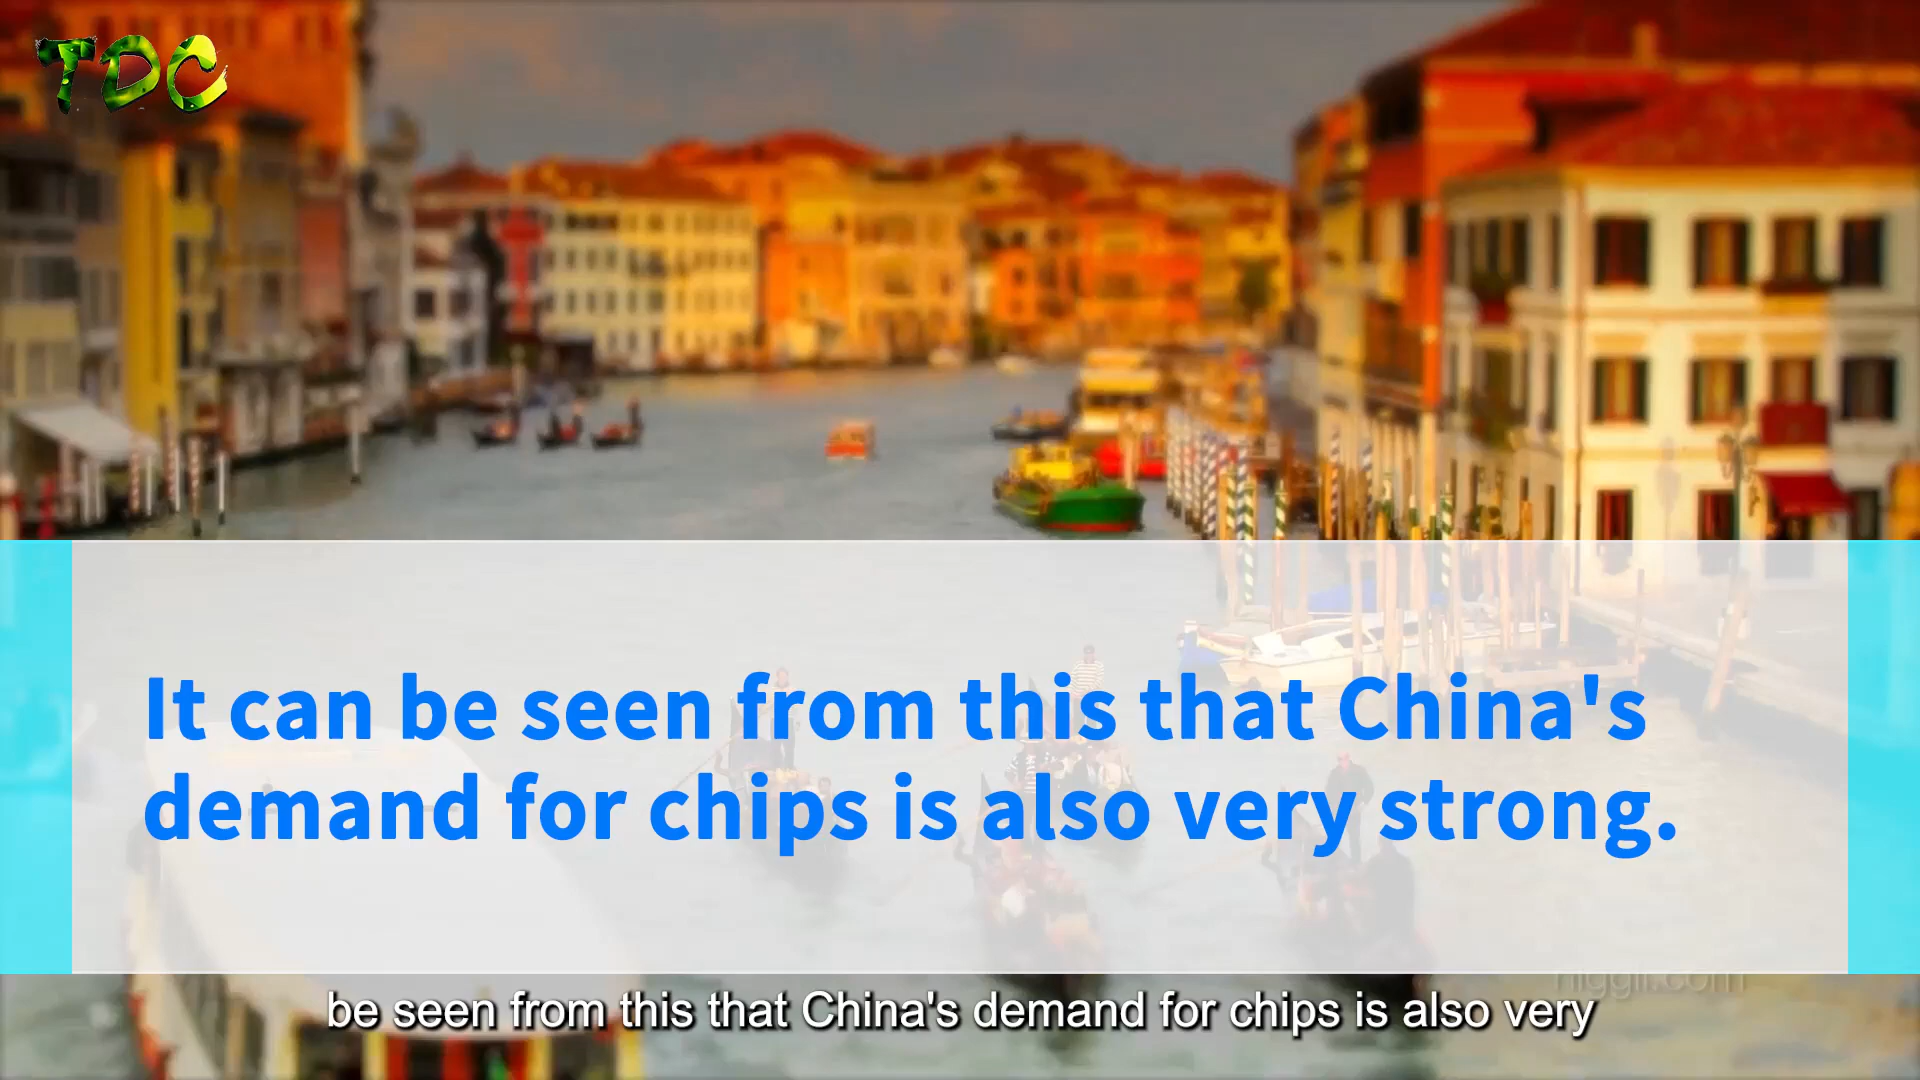 TDC
It can be seen from this that China's
demand for chips is also very strong.
be seen from this that China's demand for chips is also very